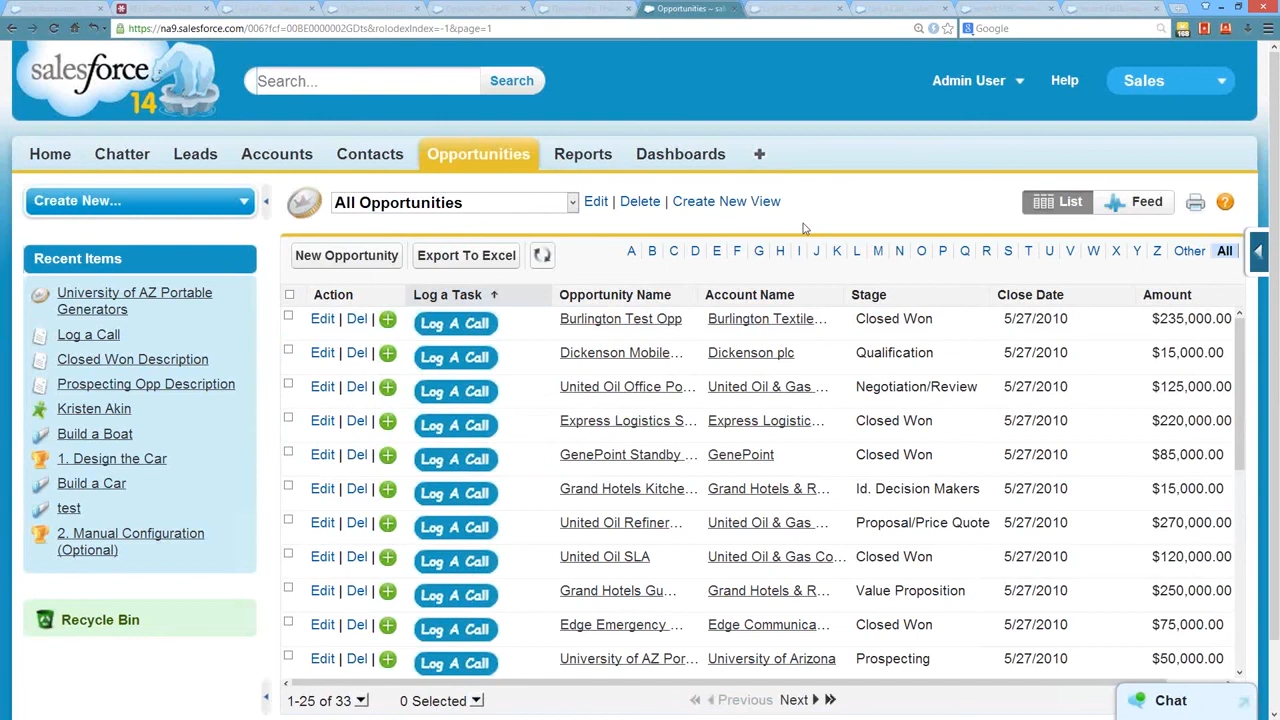 Opportunities ~ sale
https://na9.salesforce.com/006?fcf=00BE0000002GDts&rolodexIndex=-1&page=1
Google
168
salesforce
14
Search...
Search
Admin User
Help
Sales
Home
Chatter
Leads
Accounts
Contacts
Opportunities
Reports
Dashboards
Create New...
All Opportunities
Edit | Delete | Create New View
List
Feed
Recent Items
University of AZ Portable
Generators
Log a Call
Closed Won Description
Prospecting Opp Description
Kristen Akin
Build a Boat
1. Design the Car
Build a Car
test
2. Manual Configuration
(Optional)
Recycle Bin
New Opportunity
Export To Excel
A B C D E F G H I J K L M N O P Q R S T U V W X Y Z Other All
Action Log a Task Opportunity Name Account Name Stage Close Date Amount
Edit | Del | Log A Call Burlington Test Opp Burlington Textile... Closed Won 5/27/2010 $235,000.00
Edit | Del | Log A Call Dickenson Mobile... Dickenson plc Qualification 5/27/2010 $15,000.00
Edit | Del | Log A Call United Oil Office Po... United Oil & Gas ... Negotiation/Review 5/27/2010 $125,000.00
Edit | Del | Log A Call Express Logistics S... Express Logistic... Closed Won 5/27/2010 $220,000.00
Edit | Del | Log A Call GenePoint Standby ... GenePoint Closed Won 5/27/2010 $85,000.00
Edit | Del | Log A Call Grand Hotels Kitche... Grand Hotels & R... Id. Decision Makers 5/27/2010 $15,000.00
Edit | Del | Log A Call United Oil Refiner... United Oil & Gas ... Proposal/Price Quote 5/27/2010 $270,000.00
Edit | Del | Log A Call United Oil SLA United Oil & Gas Co... Closed Won 5/27/2010 $120,000.00
Edit | Del | Log A Call Grand Hotels Gu... Grand Hotels & R... Value Proposition 5/27/2010 $250,000.00
Edit | Del | Log A Call Edge Emergency ... Edge Communica... Closed Won 5/27/2010 $75,000.00
Edit | Del | Log A Call University of AZ Por... University of Arizona Prospecting 5/27/2010 $50,000.00
1-25 of 33
0 Selected
Previous
Next
Chat